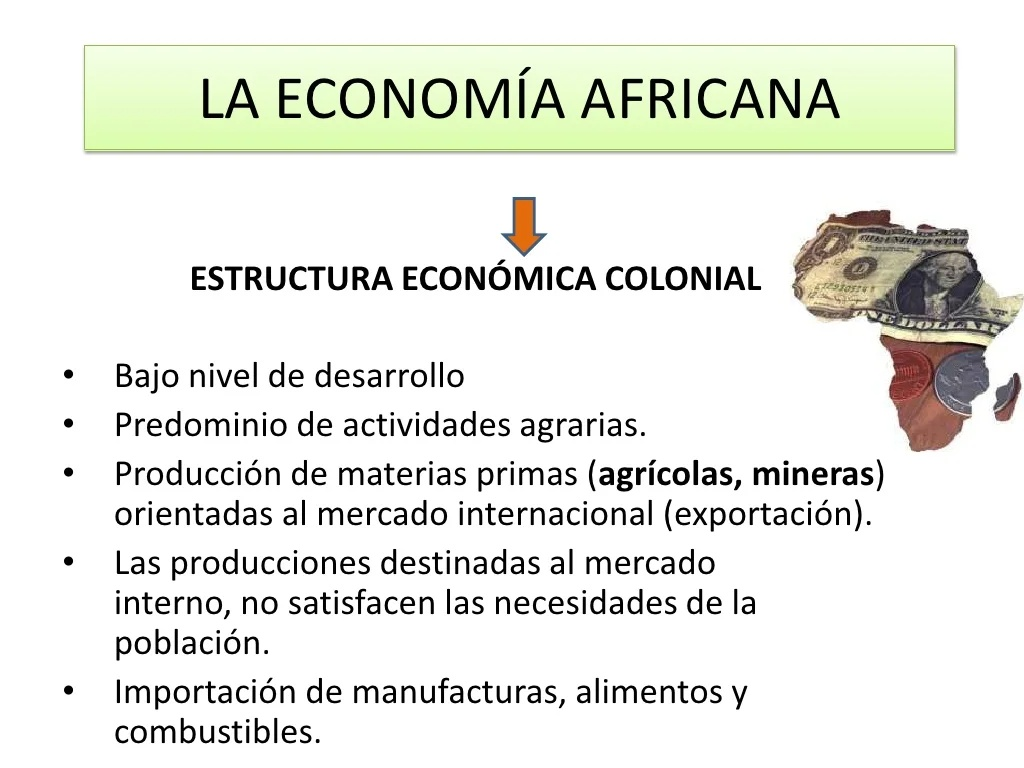 LA ECONOMÍA AFRICANA
ESTRUCTURA ECONÓMICA COLONIAL
• Bajo nivel de desarrollo
• Predominio de actividades agrarias.
• Producción de materias primas (agrícolas, mineras)
orientadas al mercado internacional (exportación).
• Las producciones destinadas al mercado
interno, no satisfacen las necesidades de la
población.
• Importación de manufacturas, alimentos y
combustibles.